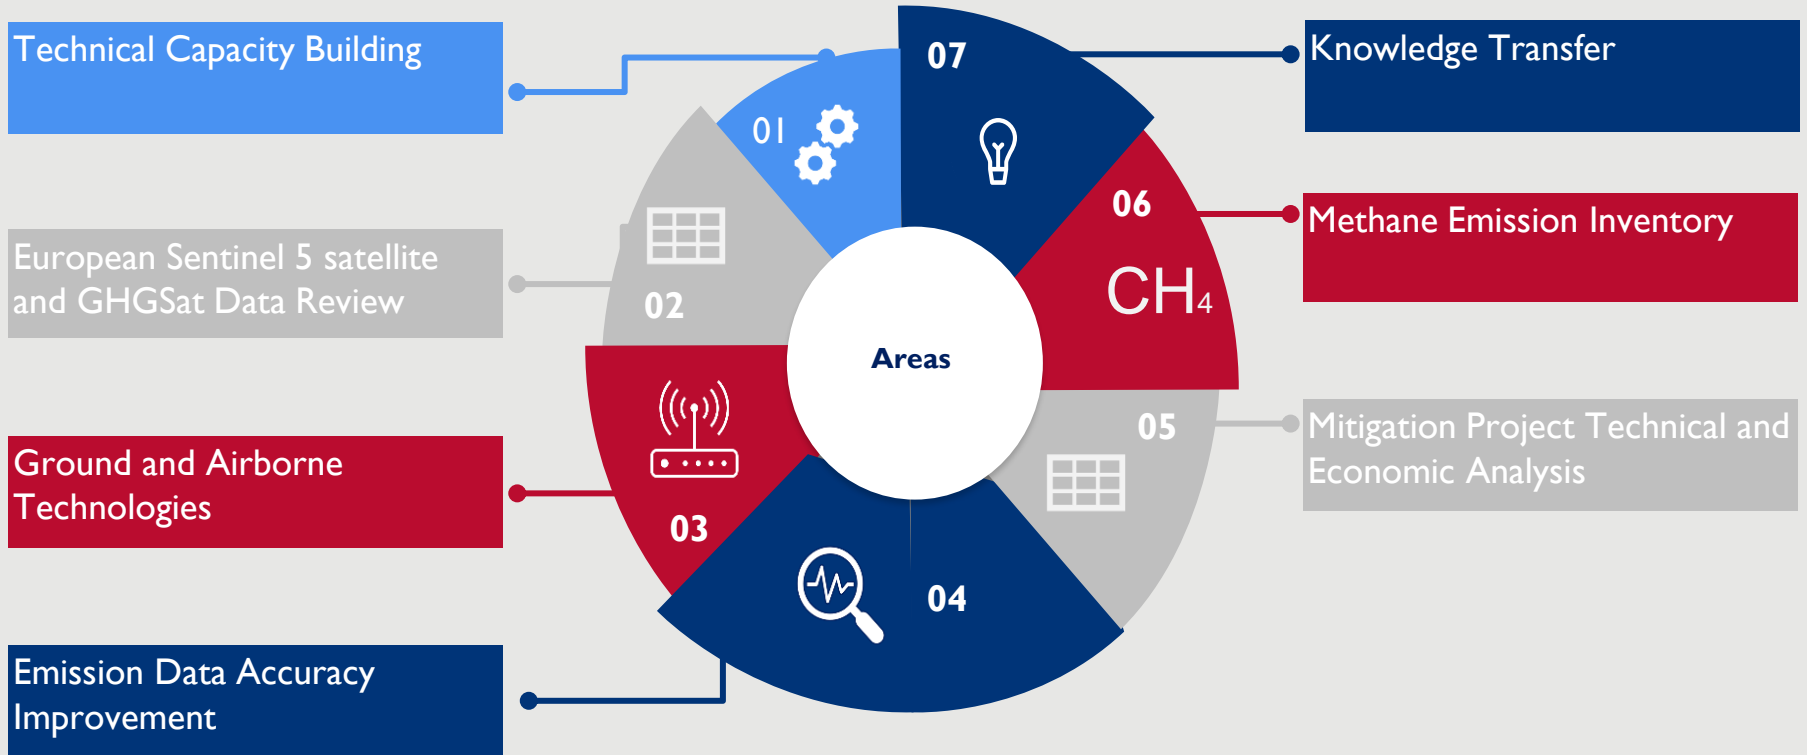 Technical Capacity Building
European Sentinel 5 satellite
and GHGSat Data Review
Ground and Airborne
Technologies
Emission Data Accuracy
Improvement
01
02
03
04
05
06
CH₄
07
Areas
Knowledge Transfer
Methane Emission Inventory
Mitigation Project Technical and
Economic Analysis